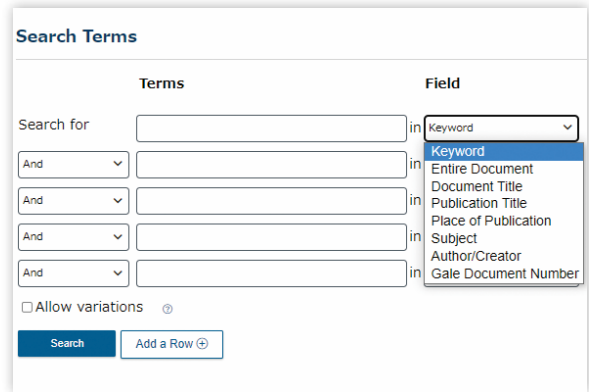 Search Terms
Terms Field
Search for in Keyword
Keyword
And in Entire Document
Document Title
And in Publication Title
Place of Publication
And in Subject
Author/Creator
And in Gale Document Number
Allow variations ?
Search Add a Row